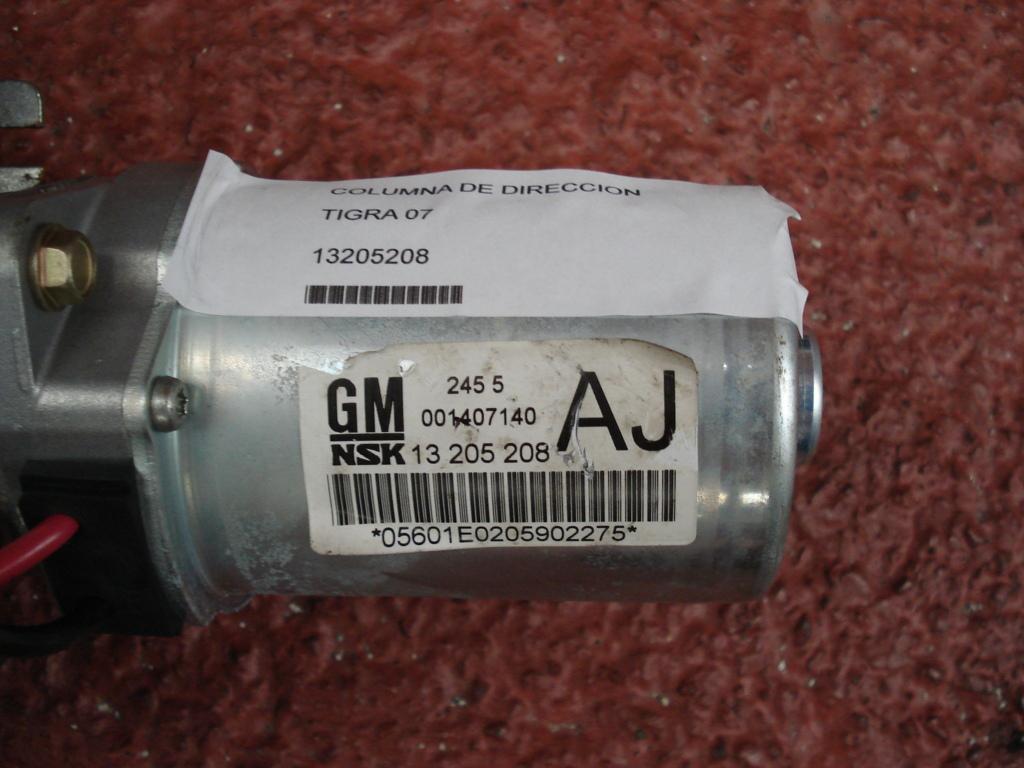 COLUMNA DE DIRECCION
TIGRA 07
13205208
GM 245 5 AJ
001407140
NSK 13 205 208
*05601E0205902275*